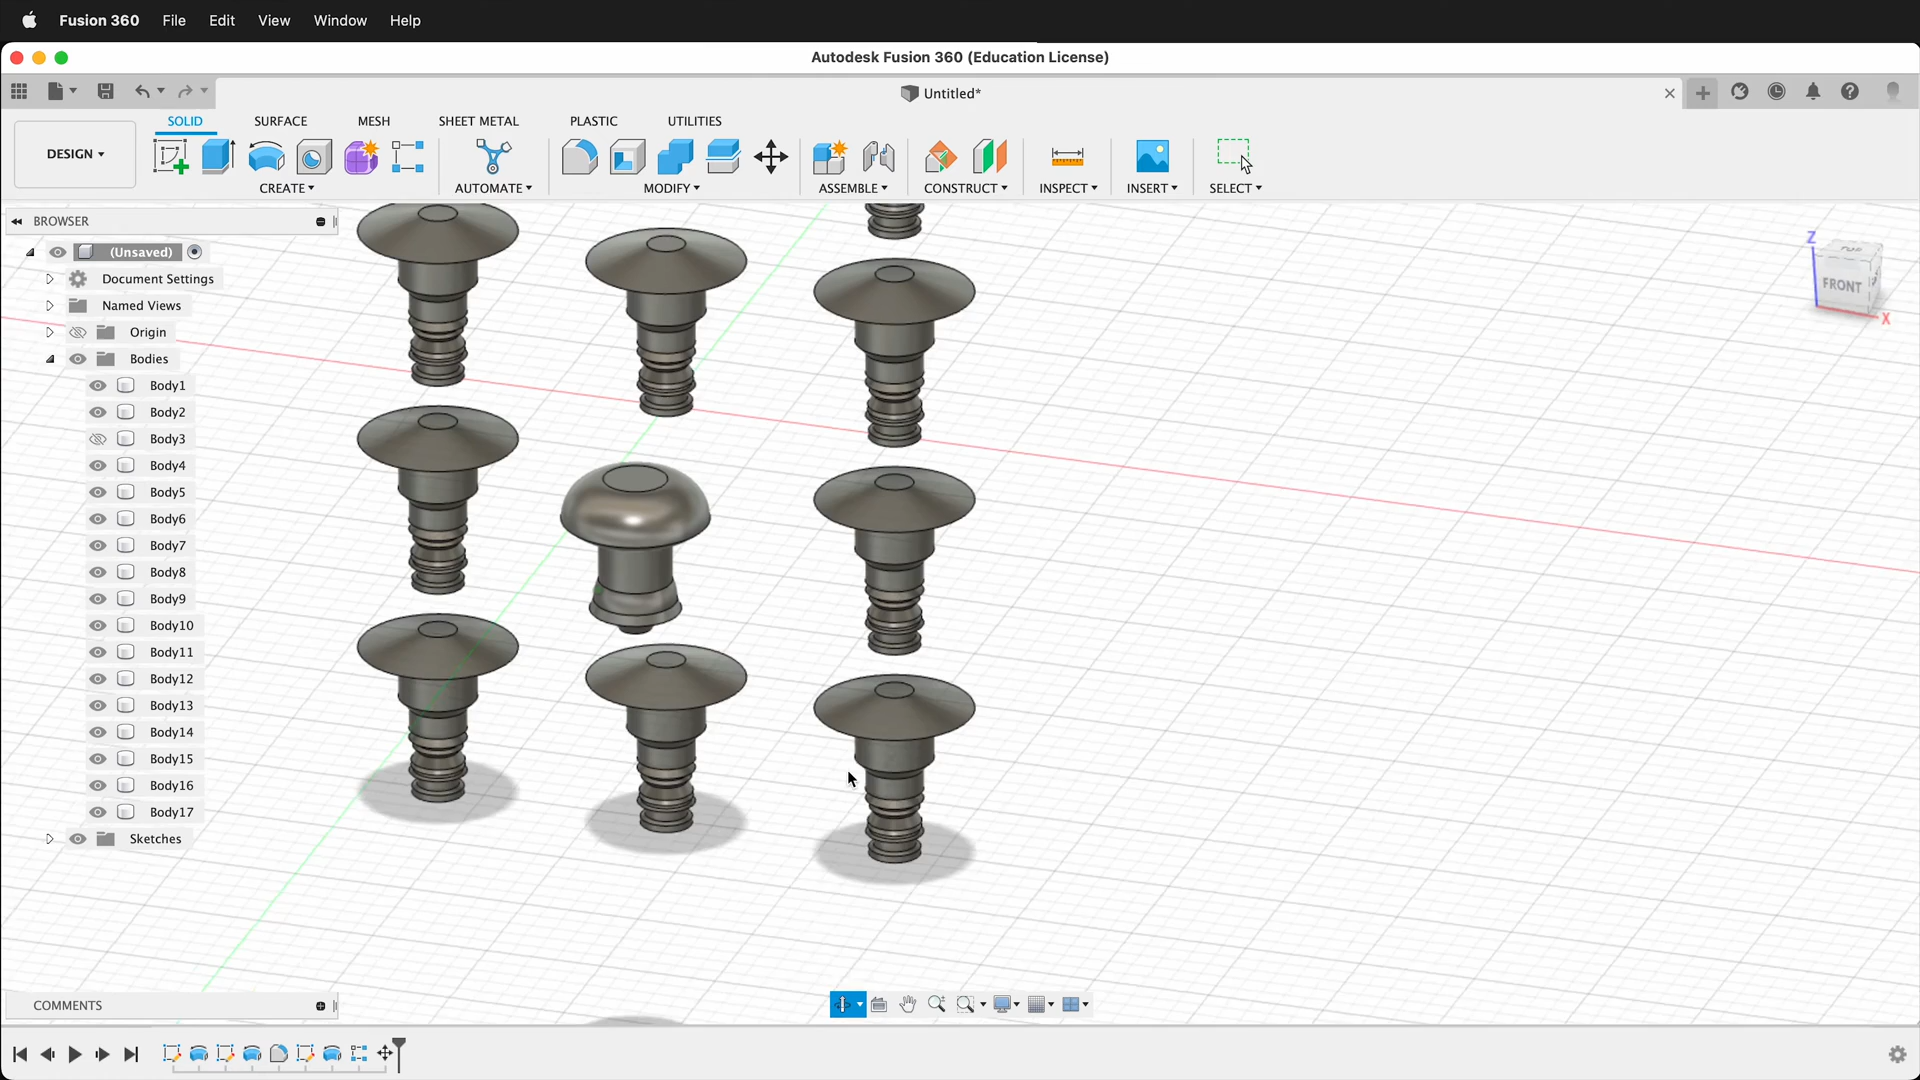 Fusion 360 File Edit View Window Help
Autodesk Fusion 360 (Education License)
Untitled*
SOLID SURFACE MESH SHEET METAL PLASTIC UTILITIES
DESIGN
CREATE AUTOMATE MODIFY ASSEMBLE CONSTRUCT INSPECT INSERT SELECT
BROWSER
(Unsaved)
Document Settings
Named Views
Origin
Bodies
Body1
Body2
Body3
Body4
Body5
Body6
Body7
Body8
Body9
Body10
Body11
Body12
Body13
Body14
Body15
Body16
Body17
Sketches
Z
TOP
FRONT
X
COMMENTS